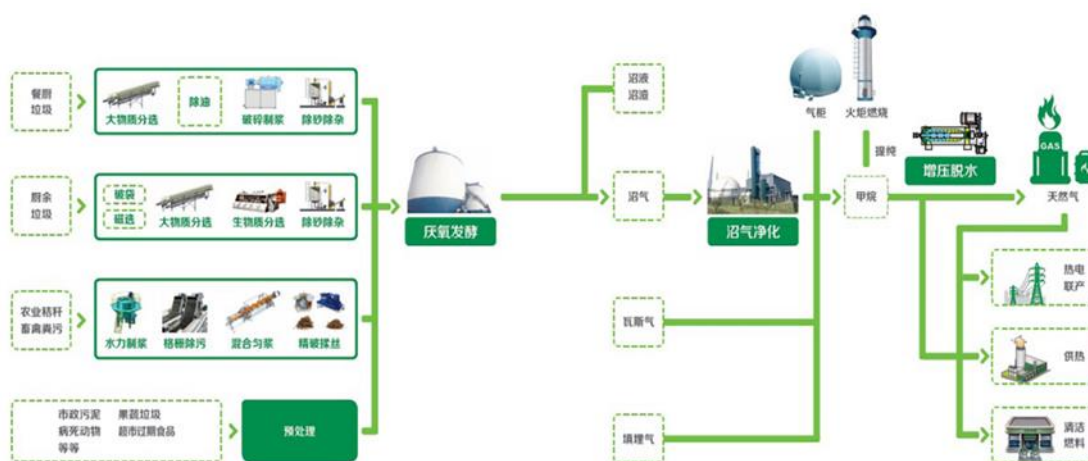 餐厨
垃圾
大物质分选
除油
破碎制浆
除砂除杂
厨余
垃圾
破袋
磁选
大物质分选
生物质分选
除砂除杂
农业秸秆
畜禽粪污
水力制浆
格栅除污
混合匀浆
精破揉丝
市政污泥 果蔬垃圾
病死动物 超市过期食品
等等
预处理
厌氧发酵
沼液
沼渣
沼气
瓦斯气
填埋气
沼气净化
气柜
火炬燃烧
提纯
甲烷
增压脱水
GAS
天然气
热电
联产
供热
清洁
燃料